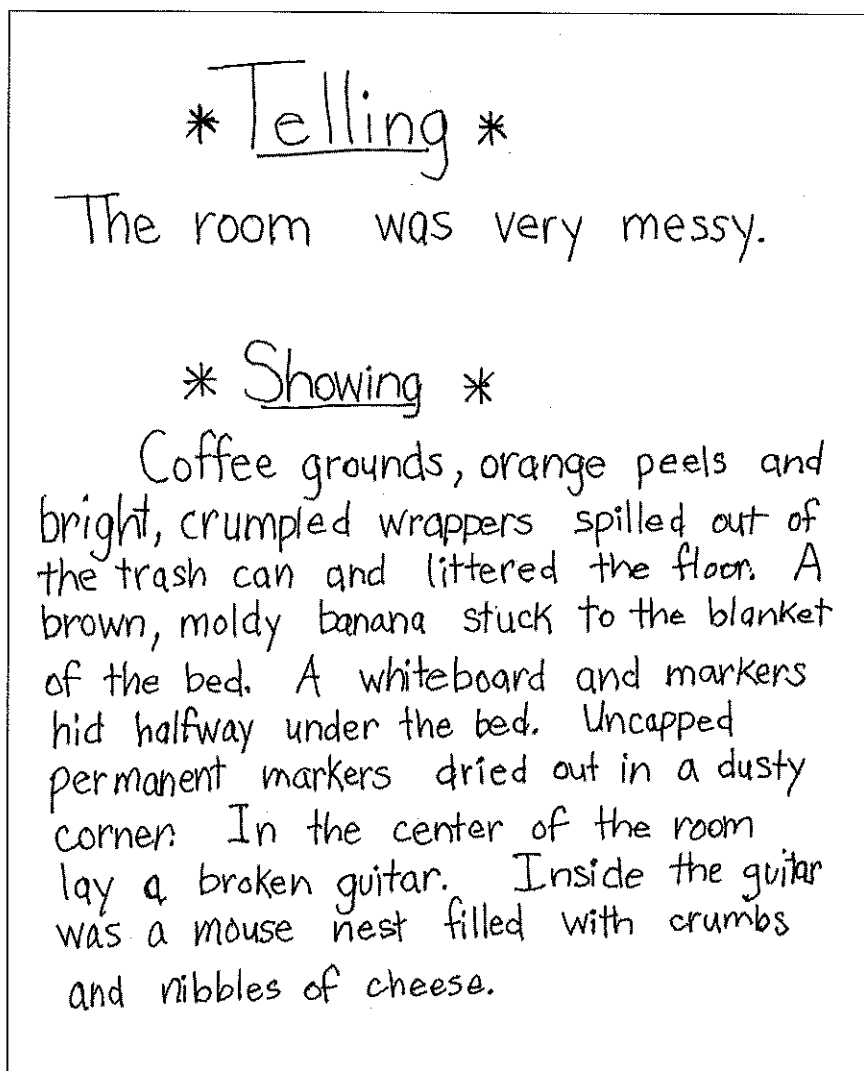 * Telling *
The room was very messy.
* Showing *
Coffee grounds, orange peels and
bright, crumpled wrappers spilled out of
the trash can and littered the floor. A
brown, moldy banana stuck to the blanket
of the bed. A whiteboard and markers
hid halfway under the bed. Uncapped
permanent markers dried out in a dusty
corner. In the center of the room
lay a broken guitar. Inside the guitar
was a mouse nest filled with crumbs
and nibbles of cheese.